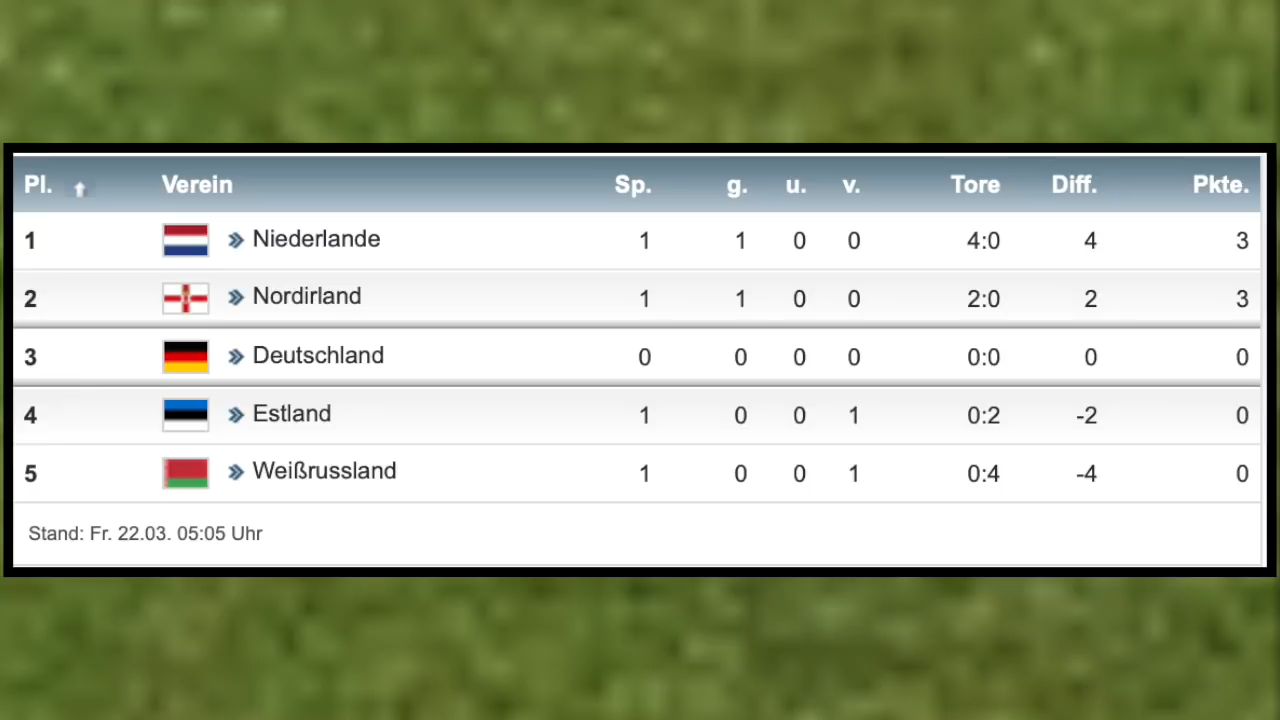 Pl. Verein Sp. g. u. v. Tore Diff. Pkte.
1 Niederlande 1 1 0 0 4:0 4 3
2 Nordirland 1 1 0 0 2:0 2 3
3 Deutschland 0 0 0 0 0:0 0 0
4 Estland 1 0 0 1 0:2 -2 0
5 Weißrussland 1 0 0 1 0:4 -4 0
Stand: Fr. 22.03. 05:05 Uhr